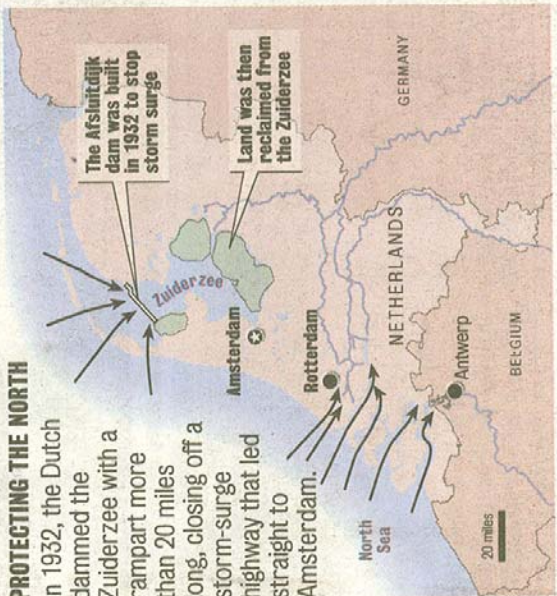 PROTECTING THE NORTH
In 1932, the Dutch
dammed the
Zuiderzee with a
rampart more
than 20 miles
long, closing off a
storm-surge
highway that led
straight to
Amsterdam.
The Afsluitdijk
dam was built
in 1932 to stop
storm surge
Land was then
reclaimed from
the Zuiderzee
Zuiderzee
Amsterdam
Rotterdam
NETHERLANDS
GERMANY
Antwerp
BELGIUM
North
Sea
20 miles